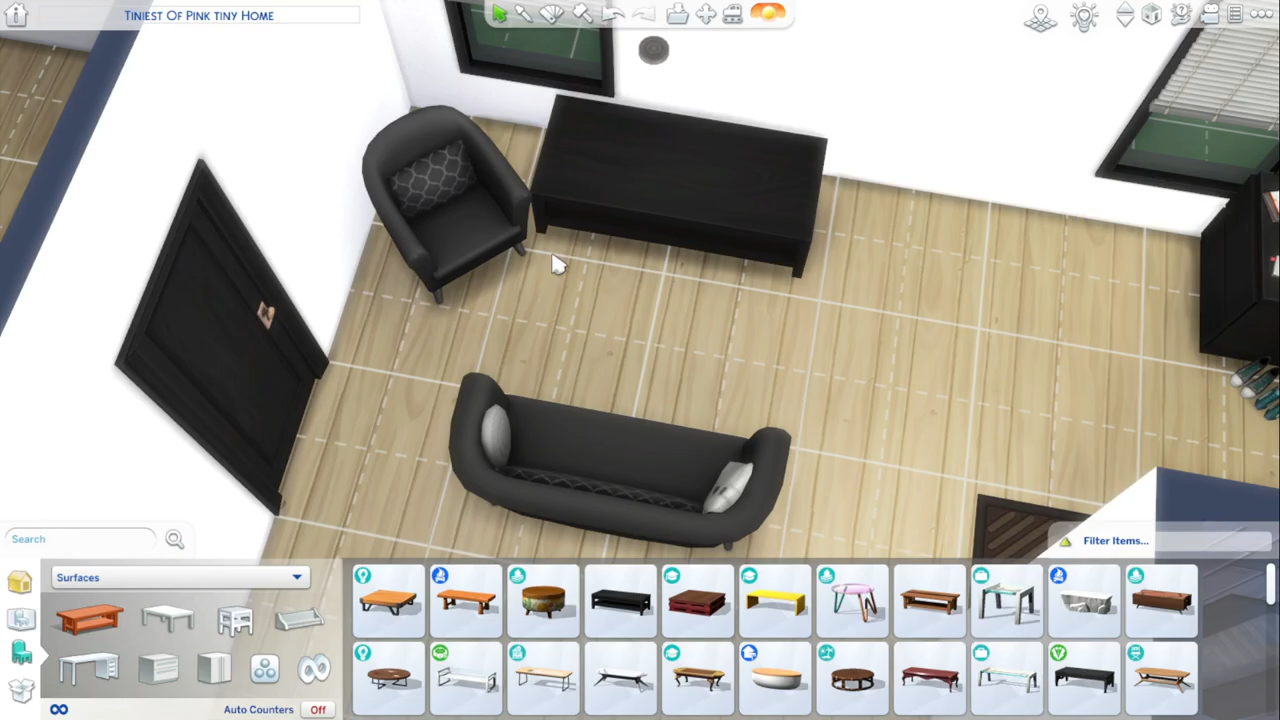 Tiniest Of Pink tiny Home
Search
Filter Items...
Surfaces
Auto Counters
Off